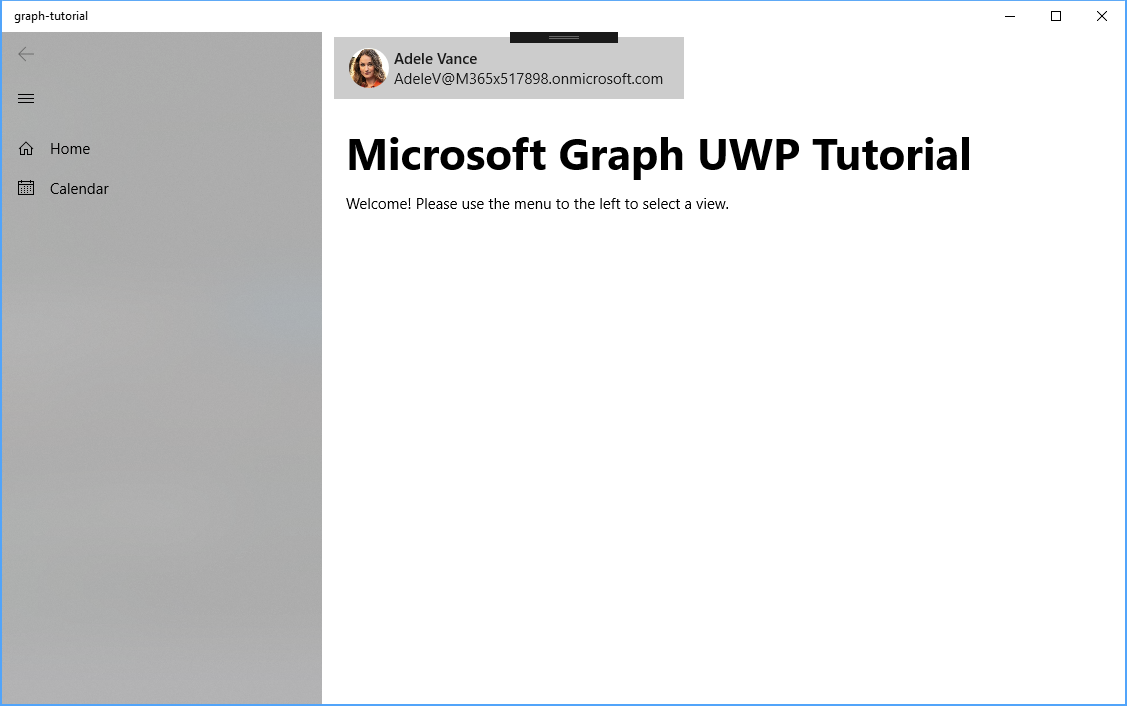 graph-tutorial
Home
Calendar
Adele Vance
AdeleV@M365x517898.onmicrosoft.com
Microsoft Graph UWP Tutorial
Welcome! Please use the menu to the left to select a view.